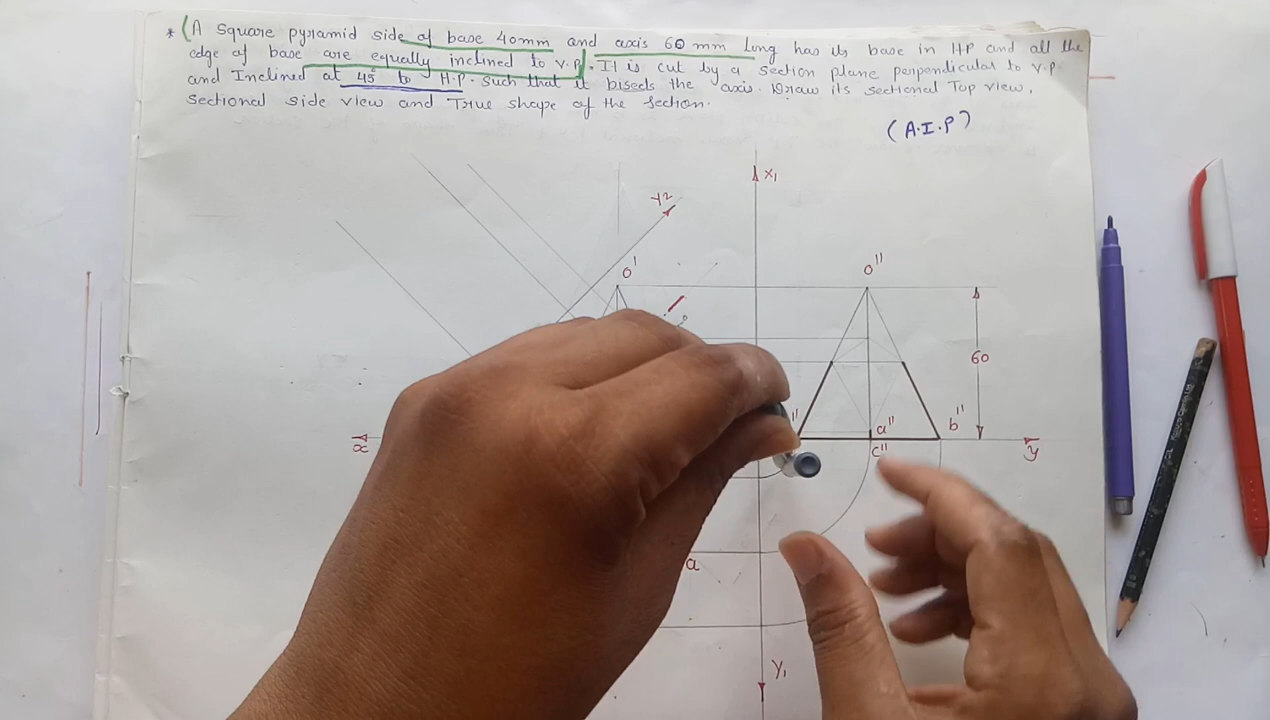 * (A Square pyramid side of base 40mm and axis 60 mm long has its base in H.P and all the
edge of base are equally inclined to V.P). It is cut by a section plane perpendicular to V.P.
and Inclined at 45° to H.P. Such that it bisects the axis. Draw its sectional Top view,
Sectional side view and True shape of the section.
(A.I.P)
X1
Y2
O'
O"
60
a"
b"
c"
x
y
a
Y1